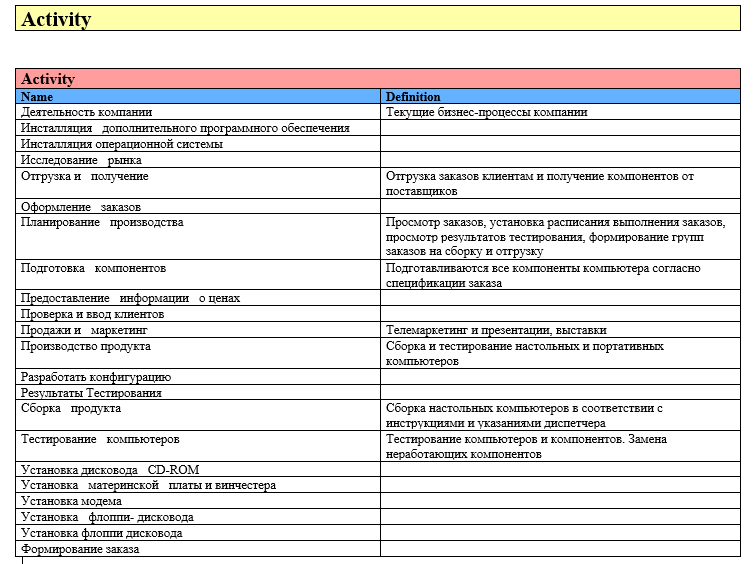 Activity
Activity
Name Definition
Деятельность компании Текущие бизнес-процессы компании
Инсталляция дополнительного программного обеспечения
Инсталляция операционной системы
Исследование рынка
Отгрузка и получение Отгрузка заказов клиентам и получение компонентов от
поставщиков
Оформление заказов
Планирование производства Просмотр заказов, установка расписания выполнения заказов,
просмотр результатов тестирования, формирование групп
заказов на сборку и отгрузку
Подготовка компонентов Подготавливаются все компоненты компьютера согласно
спецификации заказа
Предоставление информации о ценах
Проверка и ввод клиентов
Продажи и маркетинг Телемаркетинг и презентации, выставки
Производство продукта Сборка и тестирование настольных и портативных
компьютеров
Разработать конфигурацию
Результаты Тестирования
Сборка продукта Сборка настольных компьютеров в соответствии с
инструкциями и указаниями диспетчера
Тестирование компьютеров Тестирование компьютеров и компонентов. Замена
неработающих компонентов
Установка дисковода CD-ROM
Установка материнской платы и винчестера
Установка модема
Установка флоппи- дисковода
Установка флоппи дисковода
Формирование заказа